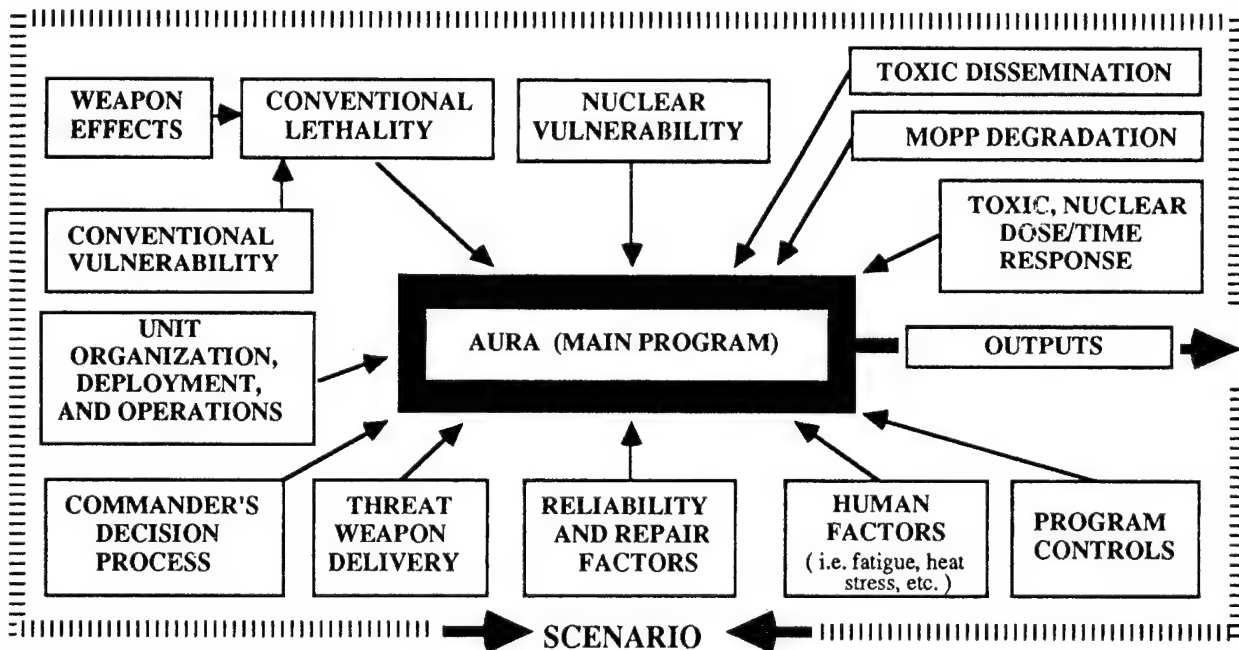 WEAPON
EFFECTS
CONVENTIONAL
LETHALITY
NUCLEAR
VULNERABILITY
TOXIC DISSEMINATION
MOPP DEGRADATION
TOXIC, NUCLEAR
DOSE/TIME
RESPONSE
CONVENTIONAL
VULNERABILITY
UNIT
ORGANIZATION,
DEPLOYMENT,
AND OPERATIONS
AURA (MAIN PROGRAM)
OUTPUTS
COMMANDER'S
DECISION
PROCESS
THREAT
WEAPON
DELIVERY
RELIABILITY
AND REPAIR
FACTORS
HUMAN
FACTORS
( i.e. fatigue, heat
stress, etc. )
PROGRAM
CONTROLS
SCENARIO